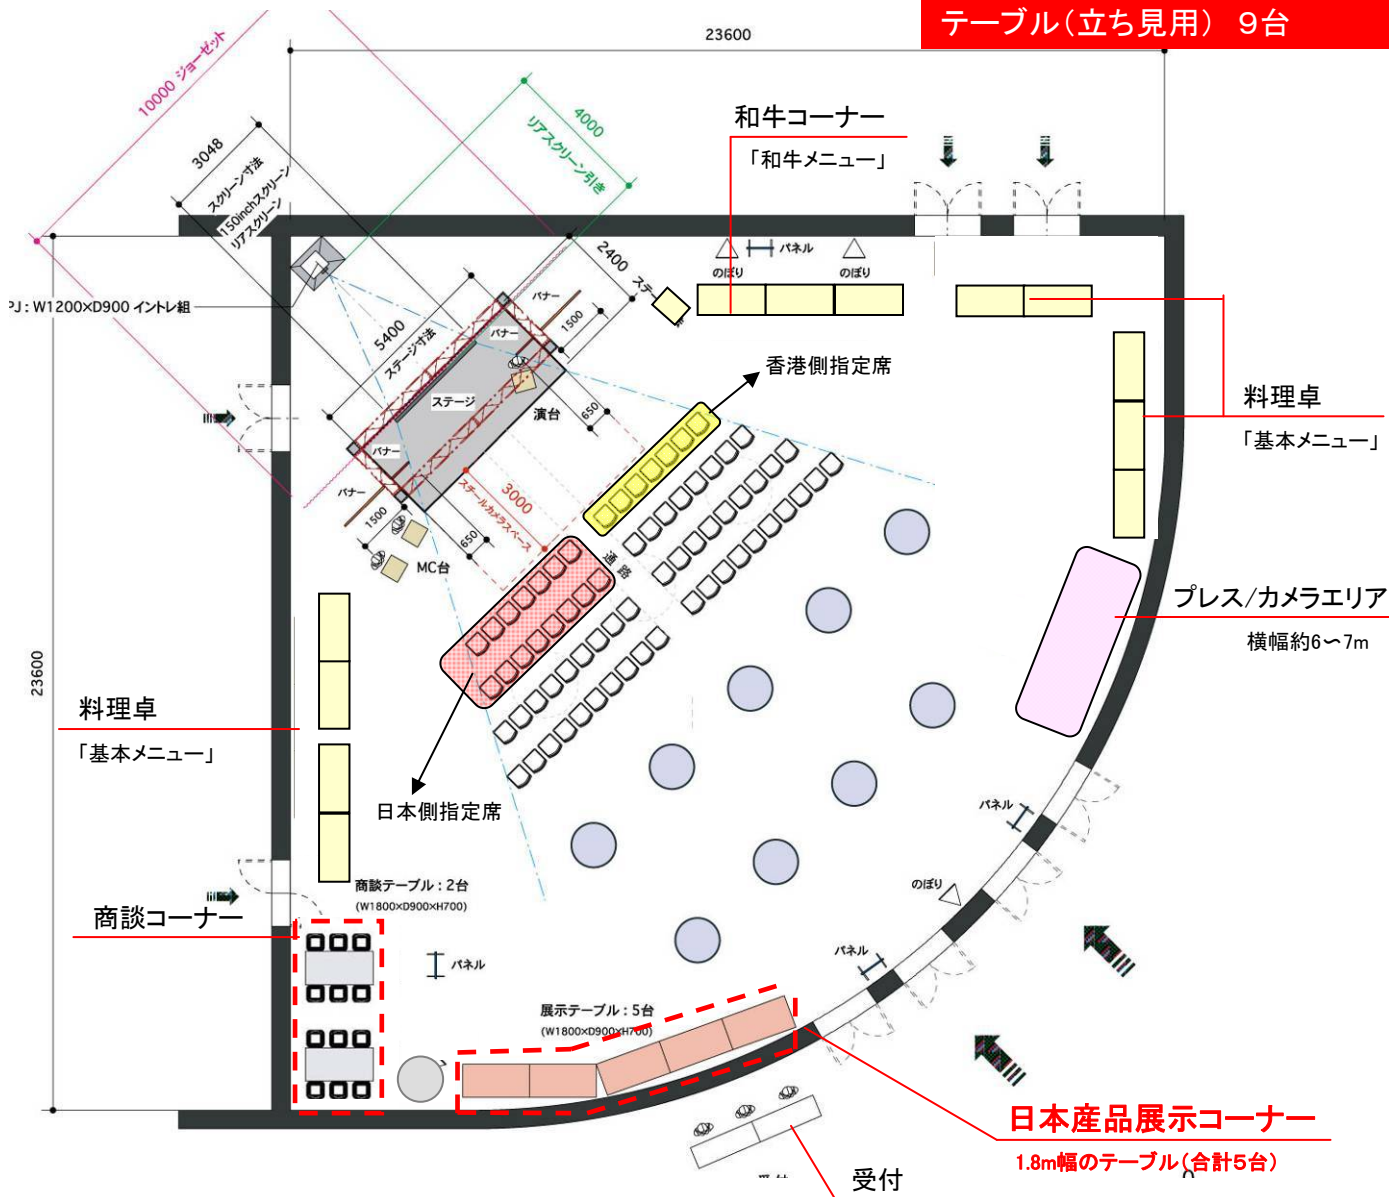 テーブル(立ち見用) 9台
23600
10000 ジョーゼット
4000
リアスクリーン引き
3048
スクリーン寸法
150inchスクリーン
リアスクリーン
和牛コーナー
「和牛メニュー」
2400
ステー
のぼり
パネル
のぼり
PJ : W1200×D900 イントレ組
バナー
バナー
1500
5400
ステージ寸法
ステージ
演台
650
香港側指定席
料理卓
「基本メニュー」
バナー
バナー
3000
スチールカメラスペース
1500
650
MC台
通路
プレス/カメラエリア
横幅約6～7m
23600
料理卓
「基本メニュー」
日本側指定席
パネル
商談テーブル : 2台
(W1800×D900×H700)
のぼり
商談コーナー
パネル
パネル
展示テーブル : 5台
(W1800×D900×H700)
日本産品展示コーナー
1.8m幅のテーブル(合計5台)
受付